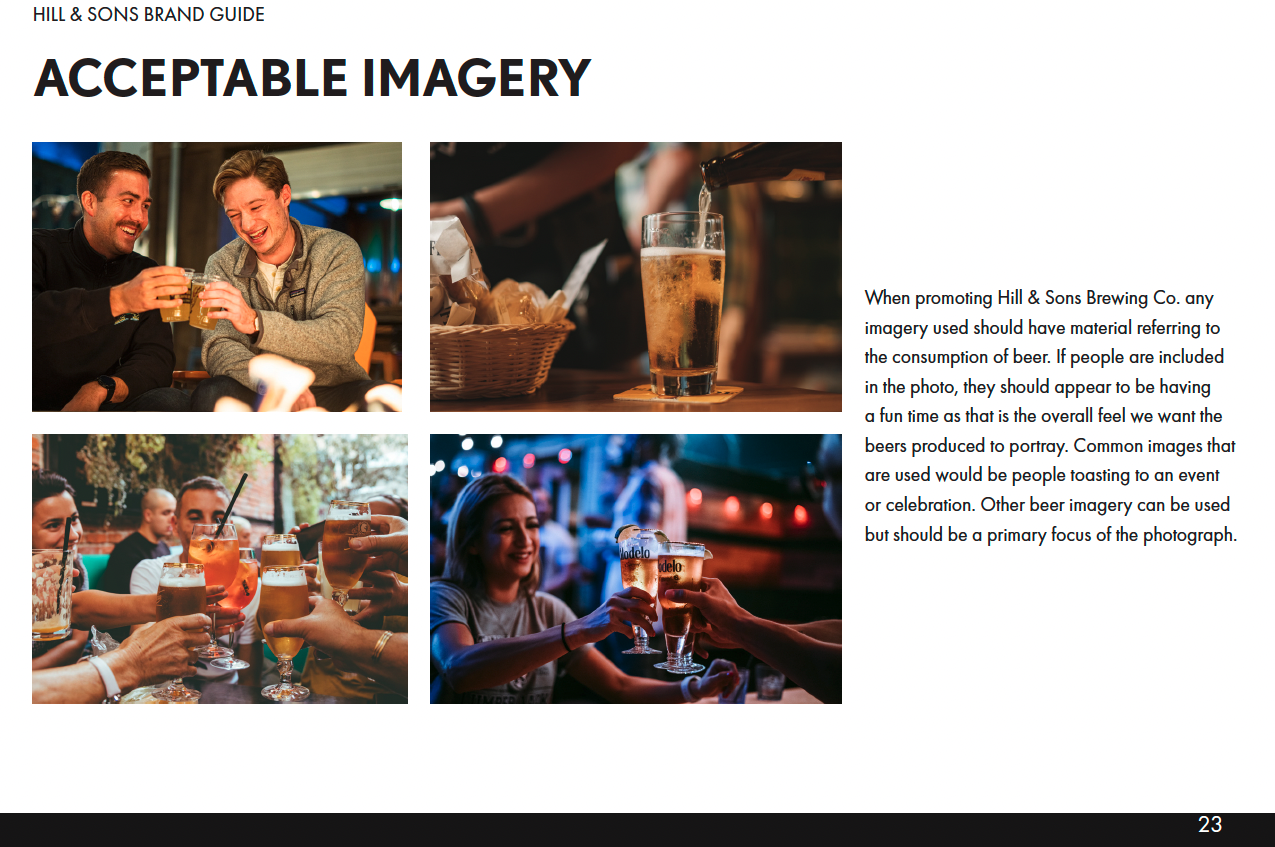 HILL & SONS BRAND GUIDE
ACCEPTABLE IMAGERY
Modelo
odelo
When promoting Hill & Sons Brewing Co. any
imagery used should have material referring to
the consumption of beer. If people are included
in the photo, they should appear to be having
a fun time as that is the overall feel we want the
beers produced to portray. Common images that
are used would be people toasting to an event
or celebration. Other beer imagery can be used
but should be a primary focus of the photograph.
23